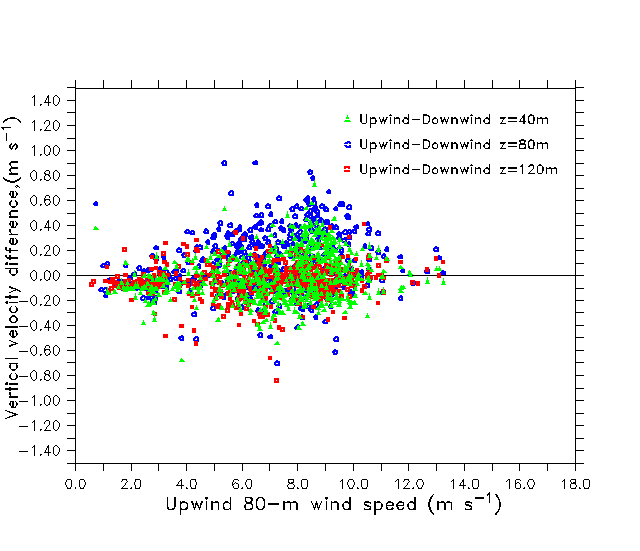 Upwind-Downwind z=40m
Upwind-Downwind z=80m
Upwind-Downwind z=120m
1.40
1.20
1.00
0.80
0.60
0.40
0.20
0.00
-0.20
-0.40
-0.60
-0.80
-1.00
-1.20
-1.40
Vertical velocity difference,(m s⁻¹)
0.0 2.0 4.0 6.0 8.0 10.0 12.0 14.0 16.0 18.0
Upwind 80-m wind speed (m s⁻¹)